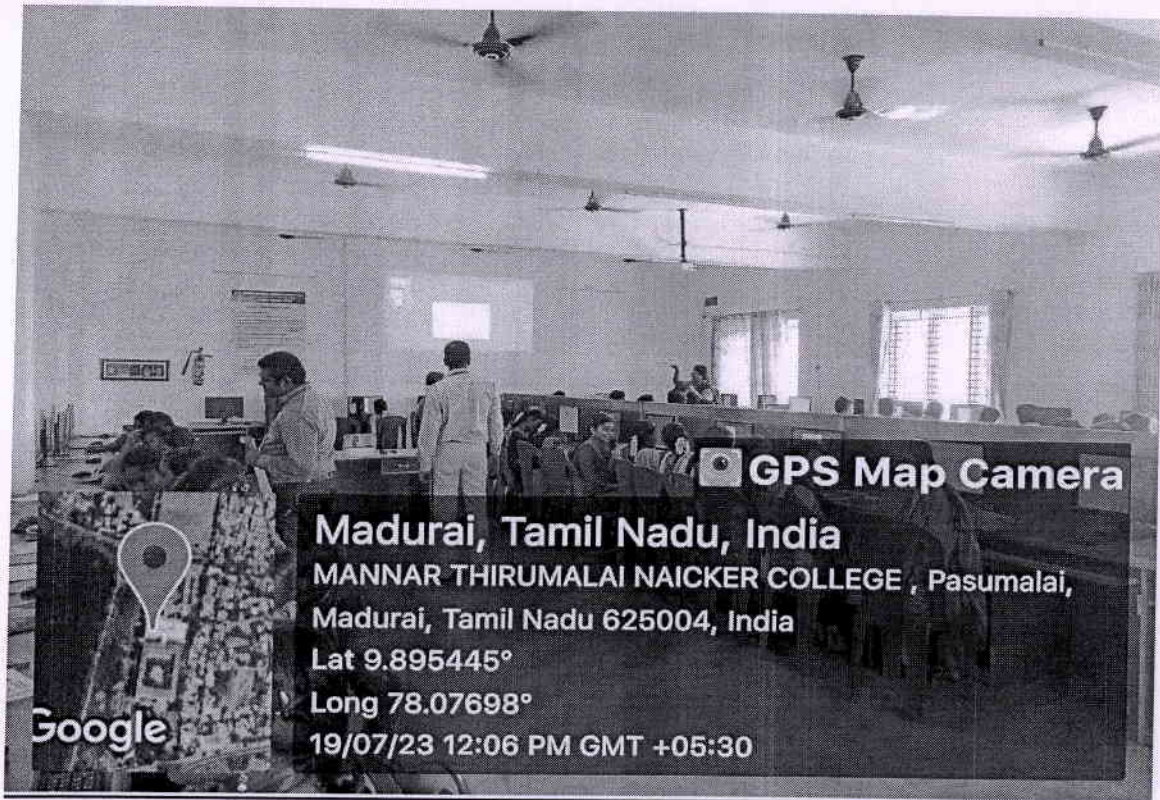 GPS Map Camera
Madurai, Tamil Nadu, India
MANNAR THIRUMALAI NAICKER COLLEGE , Pasumalai,
Madurai, Tamil Nadu 625004, India
Lat 9.895445°
Long 78.07698°
19/07/23 12:06 PM GMT +05:30
Google